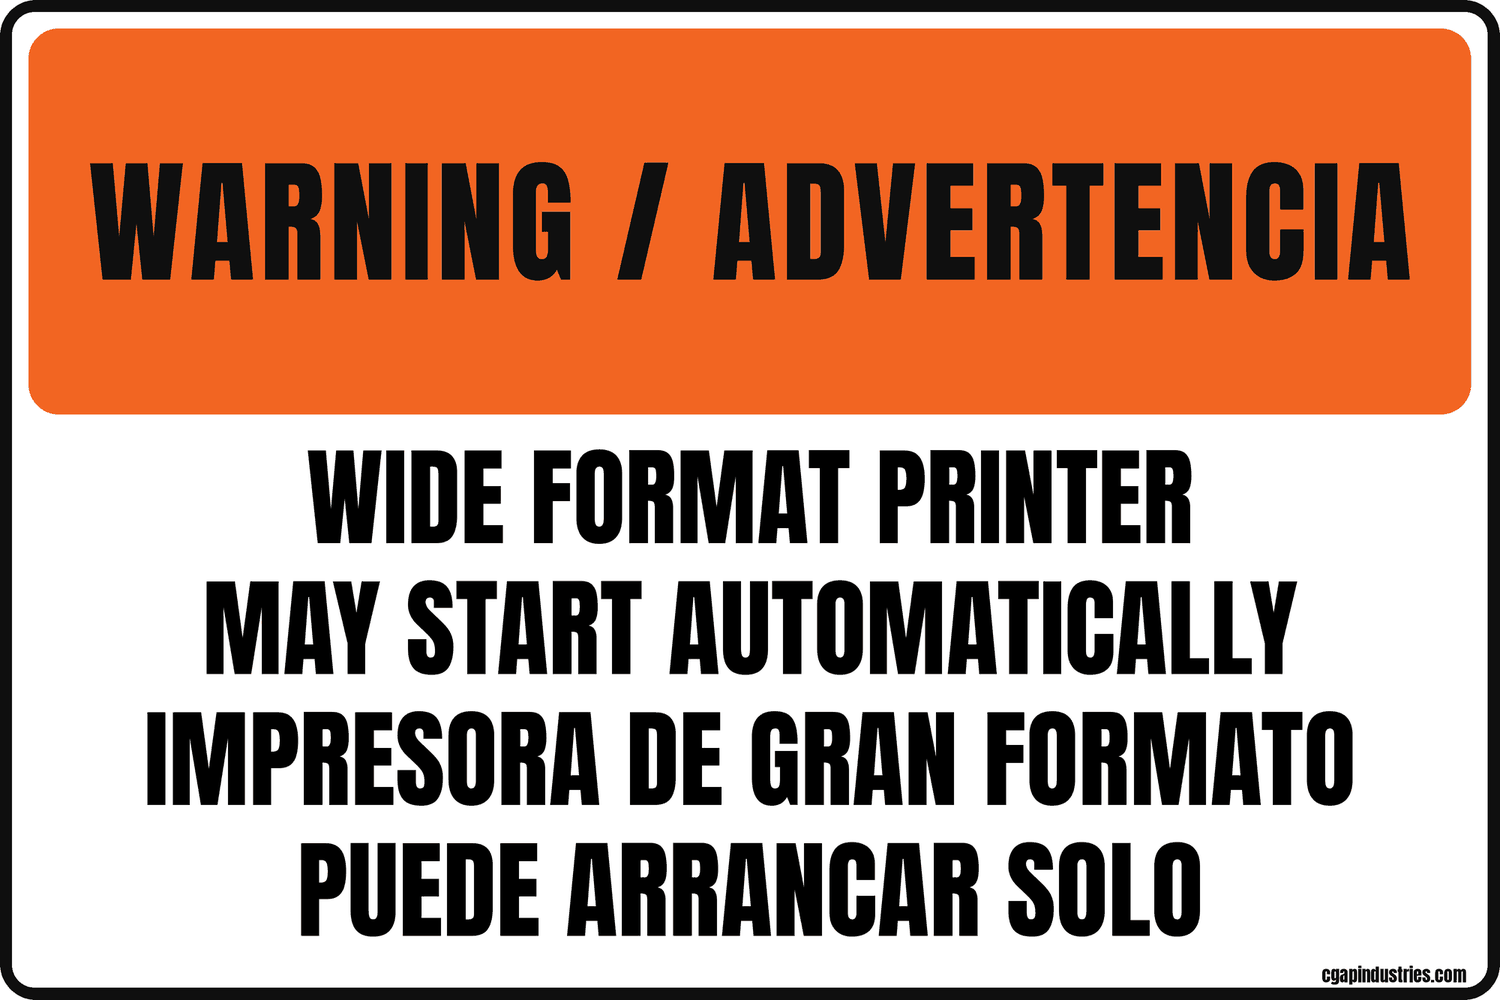 WARNING / ADVERTENCIA
WIDE FORMAT PRINTER
MAY START AUTOMATICALLY
IMPRESORA DE GRAN FORMATO
PUEDE ARRANCAR SOLO
cgapindustries.com